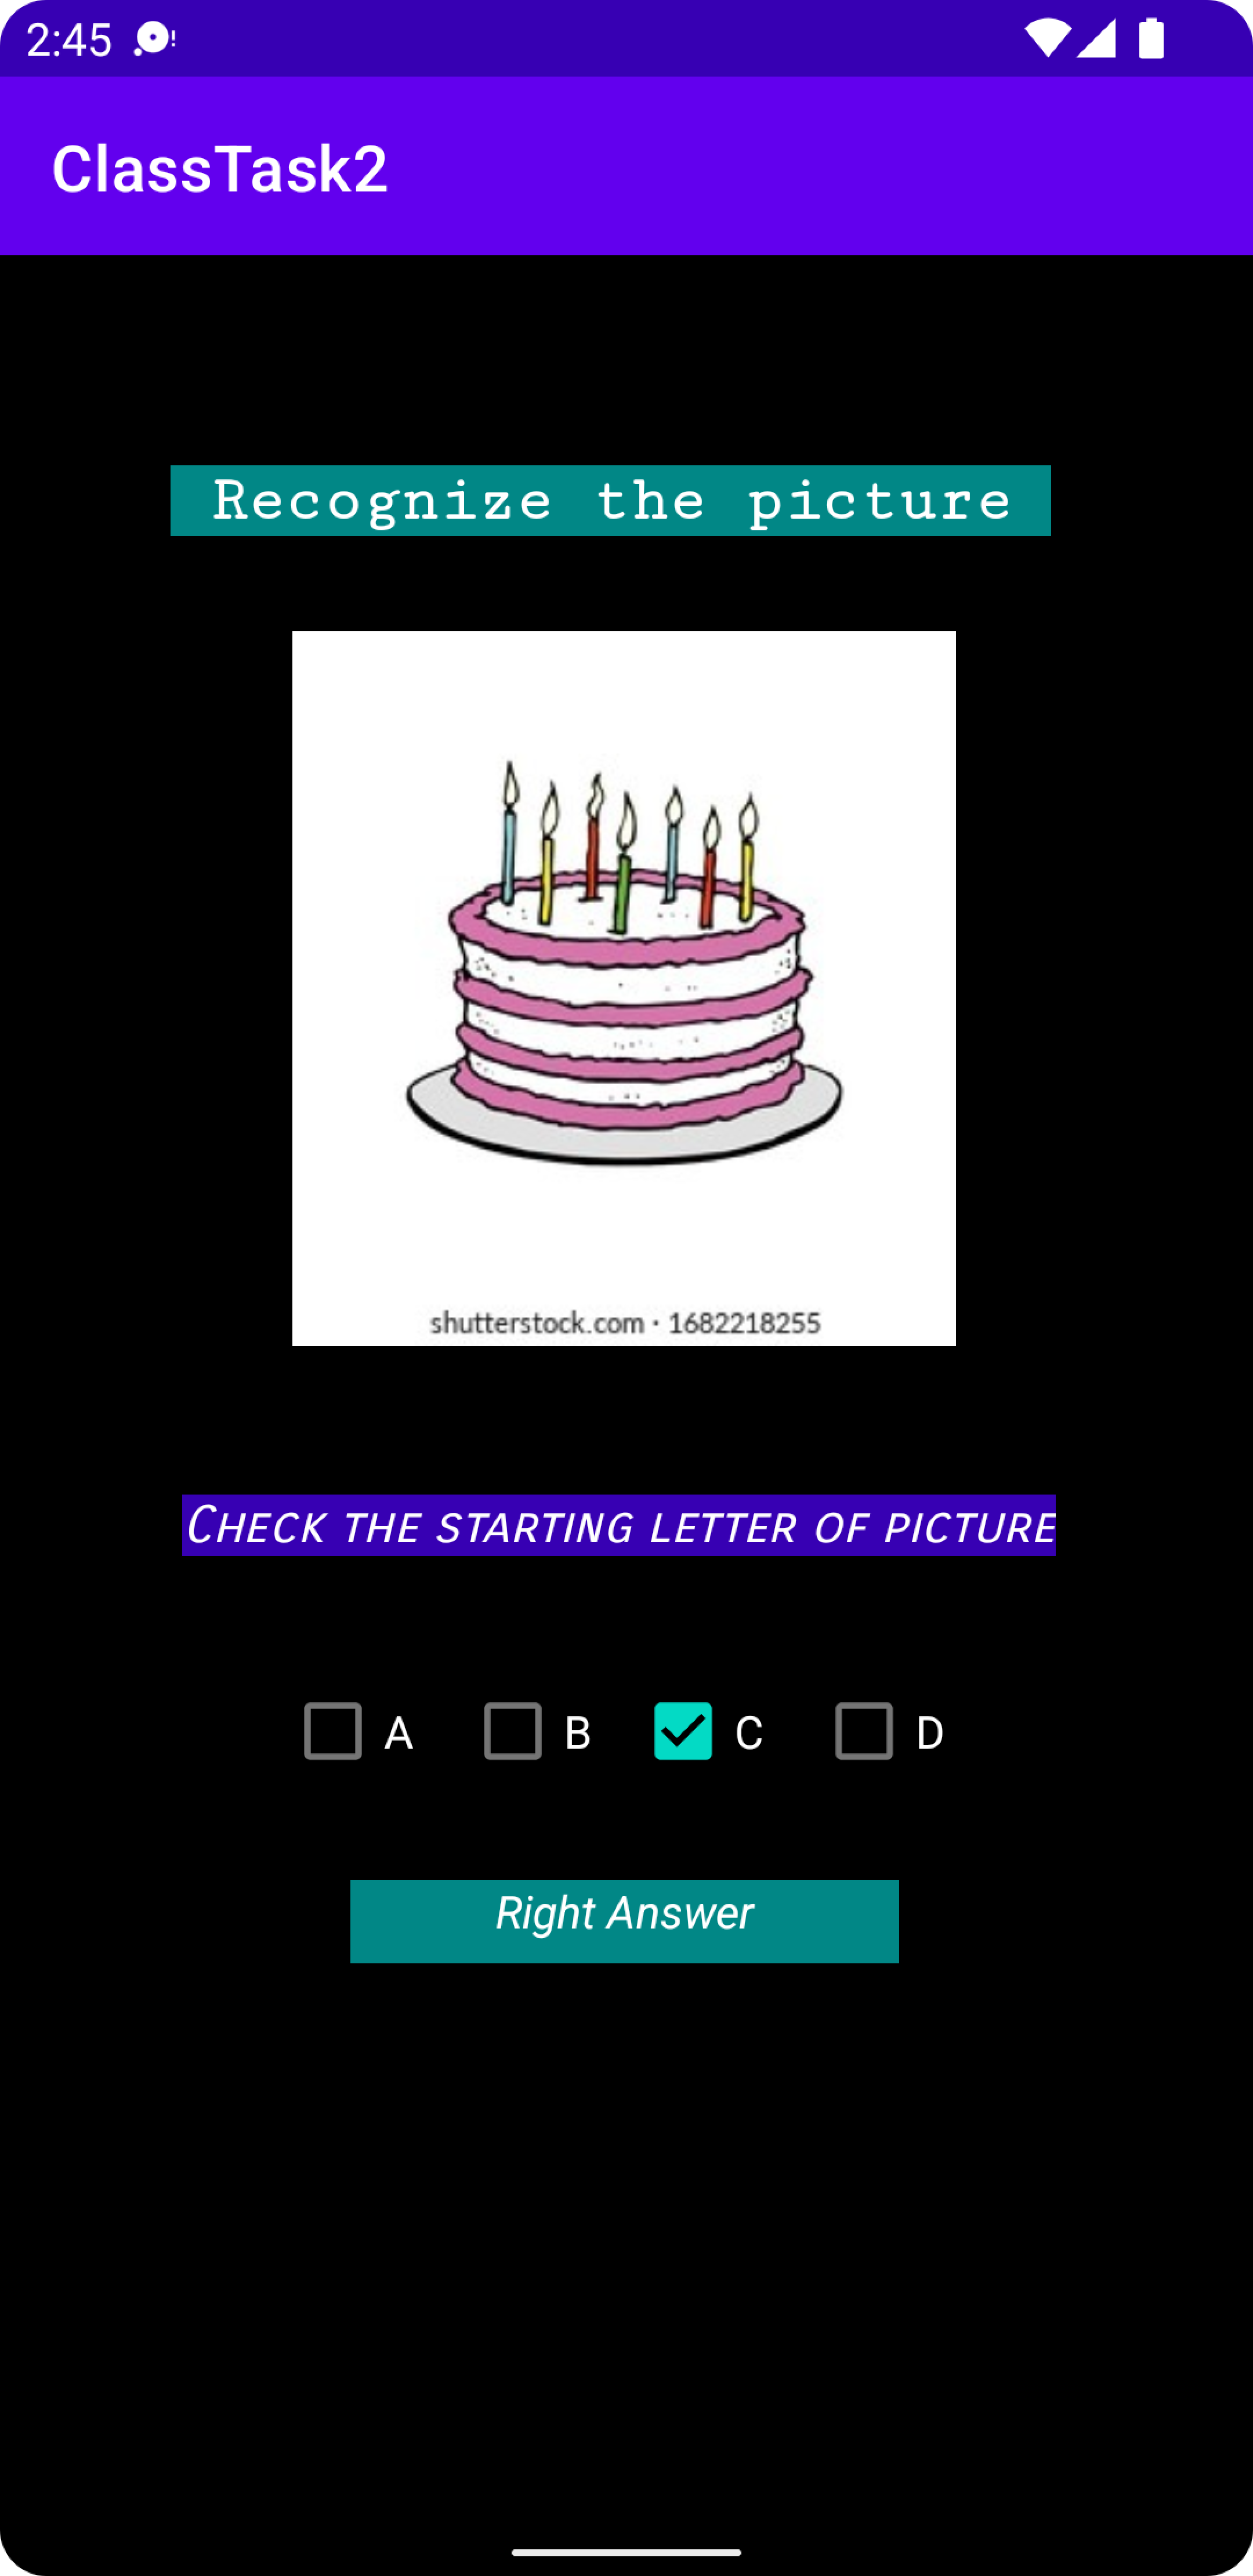 2:45
ClassTask2
Recognize the picture
shutterstock.com · 1682218255
Check the starting letter of picture
A B C D
Right Answer